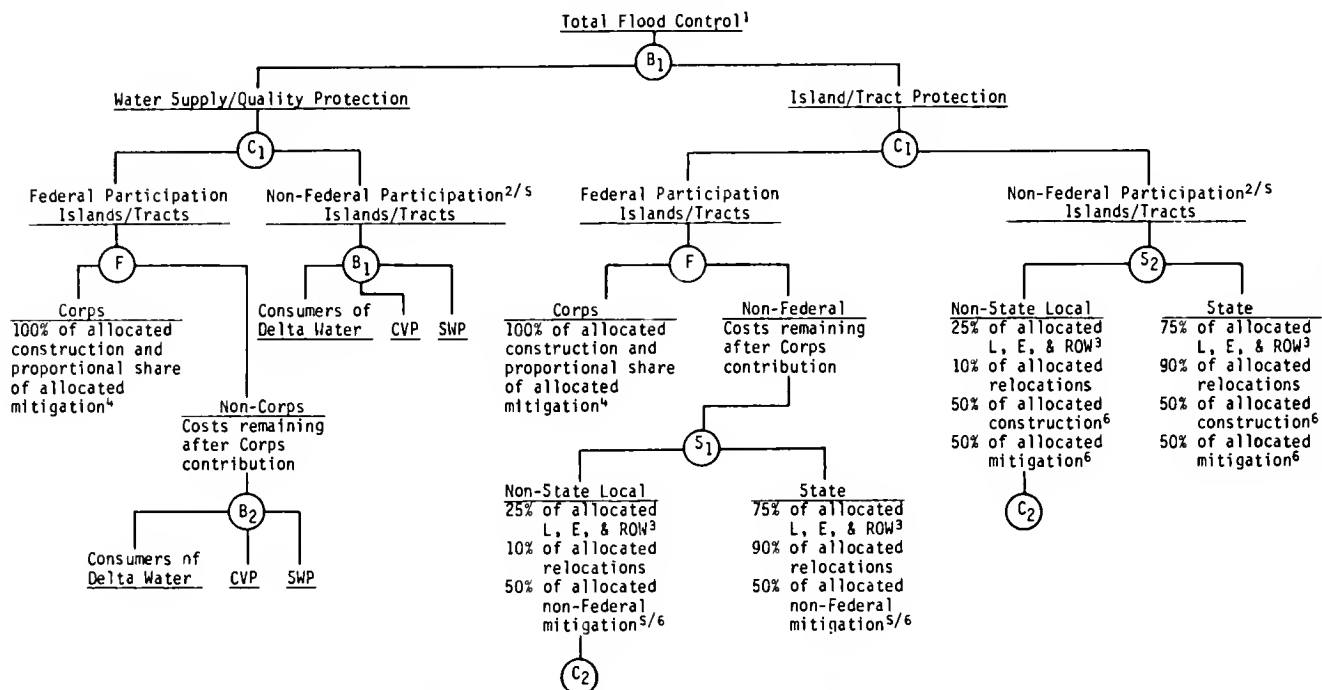 Total Flood Control¹
B₁
Water Supply/Quality Protection
Island/Tract Protection
C₁
C₁
Federal Participation
Islands/Tracts
Non-Federal Participation²/⁵
Islands/Tracts
Federal Participation
Islands/Tracts
Non-Federal Participation²/⁵
Islands/Tracts
F
B₁
F
S₂
Corps
100% of allocated
construction and
proportional share
of allocated
mitigation⁴
Consumers of
Delta Water
CVP
SWP
Corps
100% of allocated
construction and
proportional share
of allocated
mitigation⁴
Non-Federal
Costs remaining
after Corps
contribution
Non-State Local
25% of allocated
L, E, & ROW³
10% of allocated
relocations
50% of allocated
construction⁶
50% of allocated
mitigation⁶
State
75% of allocated
L, E, & ROW³
90% of allocated
relocations
50% of allocated
construction⁶
50% of allocated
mitigation⁶
Non-Corps
Costs remaining
after Corps
contribution
S₁
C₂
B₂
Non-State Local
25% of allocated
L, E, & ROW³
10% of allocated
relocations
50% of allocated
non-Federal
mitigation⁵/⁶
State
75% of allocated
L, E, & ROW³
90% of allocated
relocations
50% of allocated
non-Federal
mitigation⁵/⁶
Consumers of
Delta Water
CVP
SWP
C₂